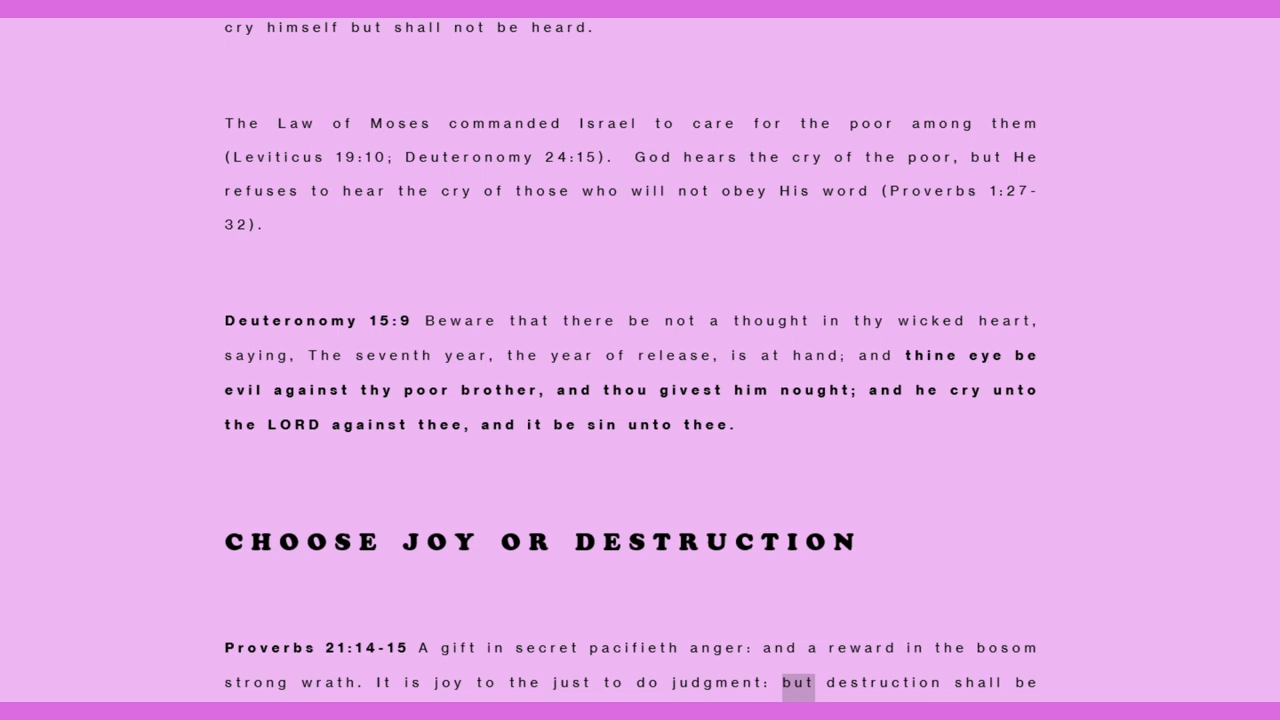 cry himself but shall not be heard.
The Law of Moses commanded Israel to care for the poor among them
(Leviticus 19:10; Deuteronomy 24:15).  God hears the cry of the poor, but He
refuses to hear the cry of those who will not obey His word (Proverbs 1:27-
32).
Deuteronomy 15:9 Beware that there be not a thought in thy wicked heart,
saying, The seventh year, the year of release, is at hand; and thine eye be
evil against thy poor brother, and thou givest him nought; and he cry unto
the LORD against thee, and it be sin unto thee.
CHOOSE JOY OR DESTRUCTION
Proverbs 21:14-15 A gift in secret pacifieth anger: and a reward in the bosom
strong wrath. It is joy to the just to do judgment: but destruction shall be